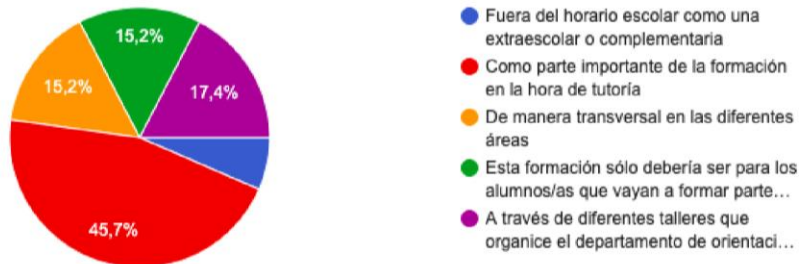 15,2%
15,2%
17,4%
45,7%
Fuera del horario escolar como una
extraescolar o complementaria
Como parte importante de la formación
en la hora de tutoría
De manera transversal en las diferentes
áreas
Esta formación sólo debería ser para los
alumnos/as que vayan a formar parte…
A través de diferentes talleres que
organice el departamento de orientaci…